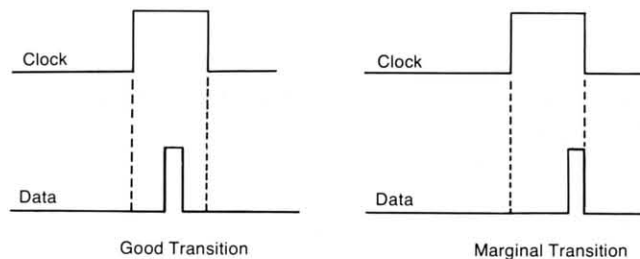 Clock
Data
Good Transition
Clock
Data
Marginal Transition